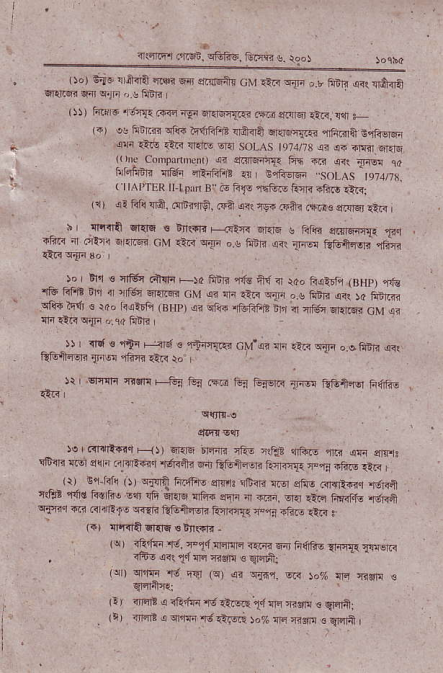 বাংলাদেশ গেজেট, অতিরিক্ত, ডিসেম্বর ৬, ২০০১ ১০৭৯৫
(১০) উন্মুক্ত যাত্রীবাহী লঞ্চের জন্য প্রয়োজনীয় GM হইবে অন্যুন ০.৮ মিটার এবং যাত্রীবাহী
জাহাজের জন্য অন্যুন ০.৬ মিটার।
(১১) নিম্নোক্ত শর্তসমূহ কেবল নতুন জাহাজসমূহের ক্ষেত্রে প্রযোজ্য হইবে, যথা ঃ—
(ক) ৩৬ মিটারের অধিক দৈর্ঘ্যবিশিষ্ট যাত্রীবাহী জাহাজসমূহের পানিরোধী উপবিভাজন
এমন হইতে হইবে যাহাতে তাহা SOLAS 1974/78 এর এক কামরা জাহাজ
(One Compartment) এর প্রয়োজনসমূহ সিদ্ধ করে এবং ন্যুনতম ৭৫
মিলিমিটার মার্জিন লাইনবিশিষ্ট হয়। উপবিভাজন "SOLAS 1974/78,
CHAPTER II-I.part B" তে বিধৃত পদ্ধতিতে হিসাব করিতে হইবে;
(খ) এই বিধি যাত্রী, মোটরগাড়ী, ফেরী এবং সড়ক ফেরীর ক্ষেত্রেও প্রযোজ্য হইবে।
৯। মালবাহী জাহাজ ও ট্যাংকার।—যেইসব জাহাজ ৬ বিধির প্রয়োজনসমূহ পূরণ
করিবে না সেইসব জাহাজের GM হইবে অন্যুন ০.৬ মিটার এবং ন্যুনতম স্থিতিশীলতার পরিসর
হইবে অন্যুন ৪০°।
১০। টাগ ও সার্ভিস নৌযান।—১৫ মিটার পর্যন্ত দীর্ঘ বা ২৫০ বিএইচপি (BHP) পর্যন্ত
শক্তি বিশিষ্ট টাগ বা সার্ভিস জাহাজের GM এর মান হইবে অন্যুন ০.৬ মিটার এবং ১৫ মিটারের
অধিক দৈর্ঘ্য ও ২৫০ বিএইচপি (BHP) এর অধিক শক্তিবিশিষ্ট টাগ বা সার্ভিস জাহাজের GM এর
মান হইবে অন্যুন ০.৭৫ মিটার।
১১। বার্জ ও পন্টুন।—বার্জ ও পন্টুনসমূহের GM এর মান হইবে অন্যুন ০.৩ মিটার এবং
স্থিতিশীলতার ন্যুনতম পরিসর হইবে ২০°।
১২। ভাসমান সরঞ্জাম।—ভিন্ন ভিন্ন ক্ষেত্রে ভিন্ন ভিন্নভাবে ন্যুনতম স্থিতিশীলতা নির্ধারিত
হইবে।
অধ্যায়-৩
প্রদেয় তথ্য
১৩। বোঝাইকরণ।—(১) জাহাজ চালনার সহিত সংশ্লিষ্ট থাকিতে পারে এমন প্রায়শঃ
ঘটিবার মতো প্রধান বোঝাইকরণ শর্তাবলীর জন্য স্থিতিশীলতার হিসাবসমূহ সম্পন্ন করিতে হইবে।
(২) উপ-বিধি (১) অনুযায়ী নির্দেশিত প্রায়শঃ ঘটিবার মতো প্রমিত বোঝাইকরণ শর্তাবলী
সংশ্লিষ্ট পর্যাপ্ত বিস্তারিত তথ্য যদি জাহাজ মালিক প্রদান না করেন, তাহা হইলে নিম্নবর্ণিত শর্তাবলী
অনুসরণ করে বোঝাইকৃত অবস্থার স্থিতিশীলতার হিসাবসমূহ সম্পন্ন করিতে হইবে ঃ
(ক) মালবাহী জাহাজ ও ট্যাংকার -
(অ) বহির্গমন শর্ত, সম্পূর্ণ মালামাল বহনের জন্য নির্ধারিত স্থানসমূহ সুষমভাবে
বন্টিত এবং পূর্ণ মাল সরঞ্জাম ও জ্বালানী;
(আ) আগমন শর্ত দফা (অ) এর অনুরূপ, তবে ১০% মাল সরঞ্জাম ও
জ্বালানীসহ;
(ই) ব্যালাষ্ট এ বহির্গমন শর্ত হইতেছে পূর্ণ মাল সরঞ্জাম ও জ্বালানী;
(ঈ) ব্যালাষ্ট এ আগমন শর্ত হইতেছে ১০% মাল সরঞ্জাম ও জ্বালানী।